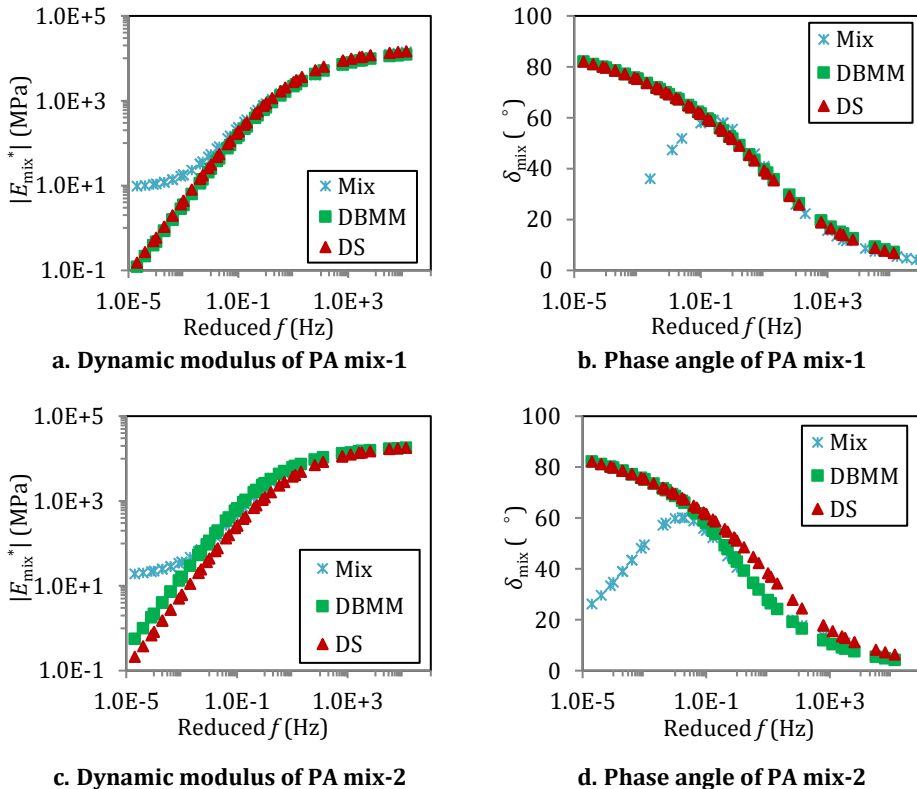 1.0E+5
1.0E+3
1.0E+1
1.0E-1
|E*mix| (MPa)
Mix
DBMM
DS
1.0E-5 1.0E-1 1.0E+3
Reduced f (Hz)
a. Dynamic modulus of PA mix-1
100
80
60
40
20
0
δmix ( °)
Mix
DBMM
DS
1.0E-5 1.0E-1 1.0E+3
Reduced f (Hz)
b. Phase angle of PA mix-1
1.0E+5
1.0E+3
1.0E+1
1.0E-1
|E*mix| (MPa)
Mix
DBMM
DS
1.0E-5 1.0E-1 1.0E+3
Reduced f (Hz)
c. Dynamic modulus of PA mix-2
100
80
60
40
20
0
δmix ( °)
Mix
DBMM
DS
1.0E-5 1.0E-1 1.0E+3
Reduced f (Hz)
d. Phase angle of PA mix-2